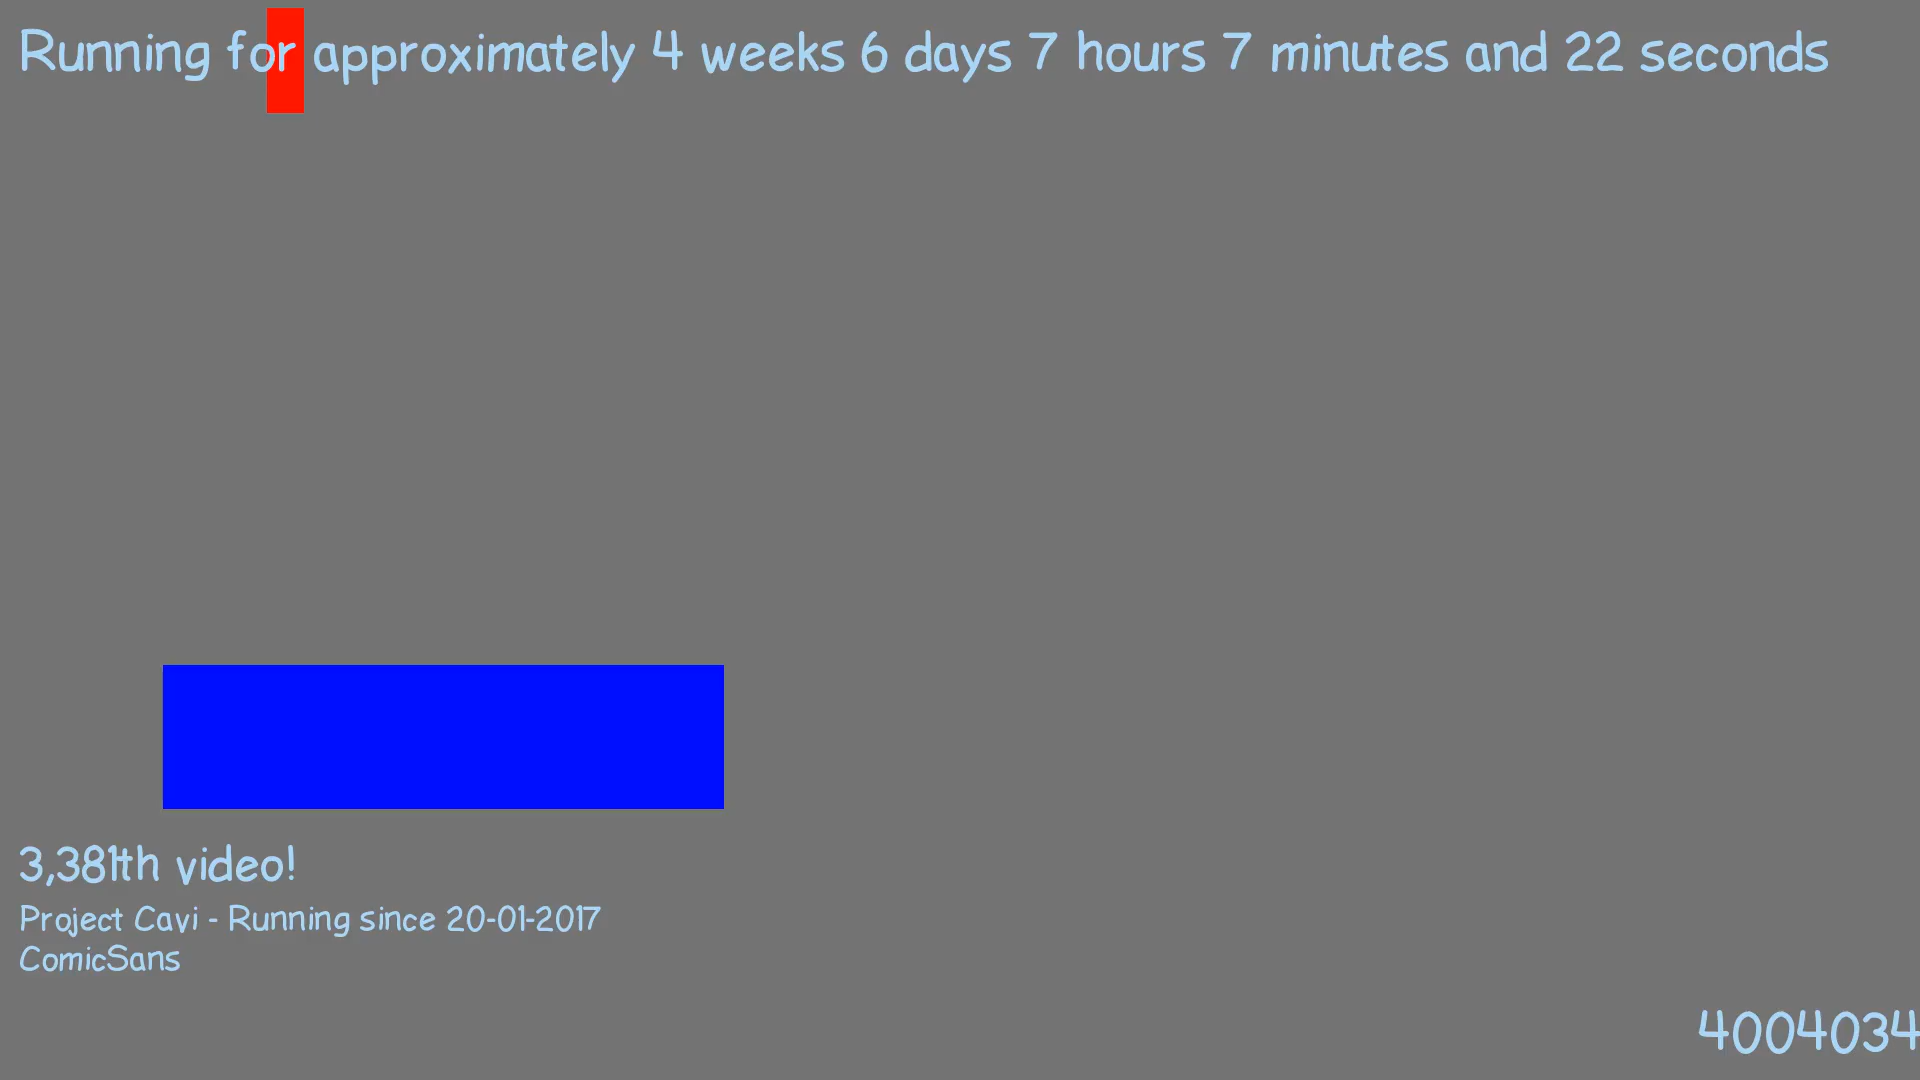 Running for approximately 4 weeks 6 days 7 hours 7 minutes and 22 seconds
3,381th video!
Project Cavi - Running since 20-01-2017
ComicSans
4004034